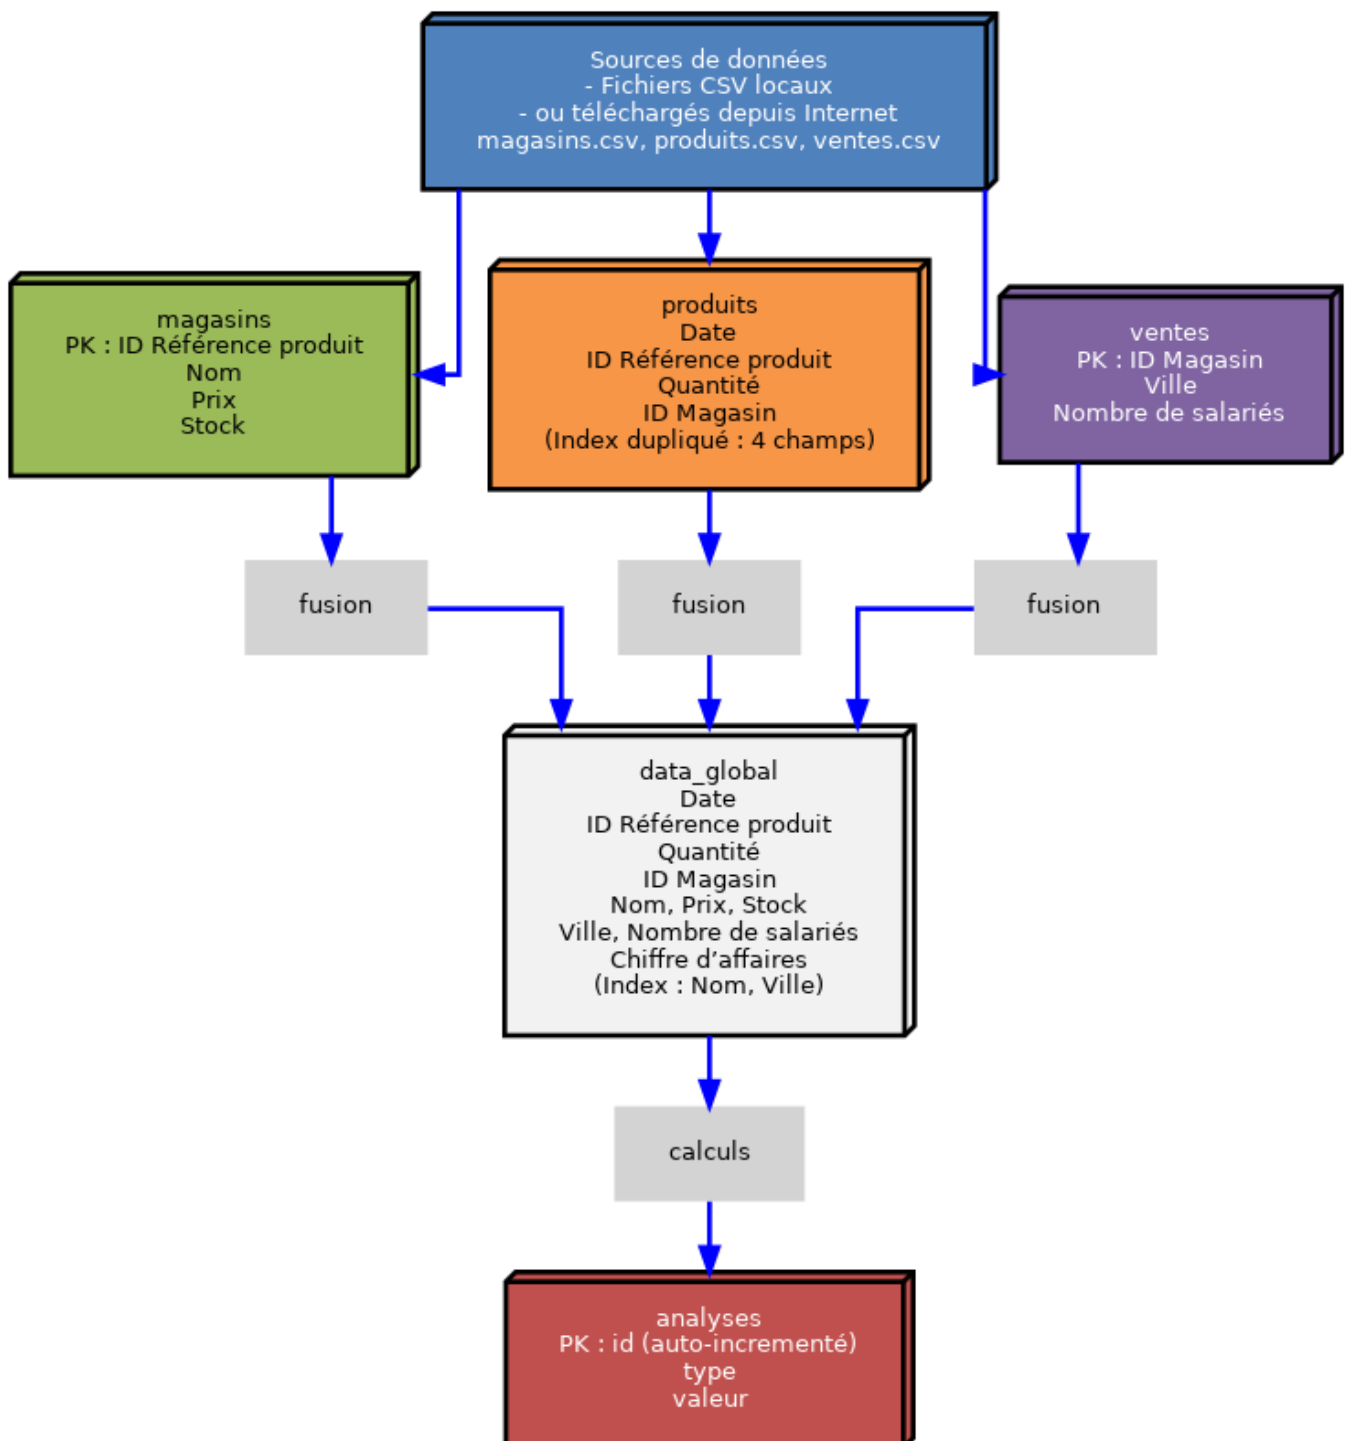 Sources de données
- Fichiers CSV locaux
- ou téléchargés depuis Internet
magasins.csv, produits.csv, ventes.csv
magasins
PK : ID Référence produit
Nom
Prix
Stock
produits
Date
ID Référence produit
Quantité
ID Magasin
(Index dupliqué : 4 champs)
ventes
PK : ID Magasin
Ville
Nombre de salariés
fusion
fusion
fusion
data_global
Date
ID Référence produit
Quantité
ID Magasin
Nom, Prix, Stock
Ville, Nombre de salariés
Chiffre d’affaires
(Index : Nom, Ville)
calculs
analyses
PK : id (auto-incrementé)
type
valeur